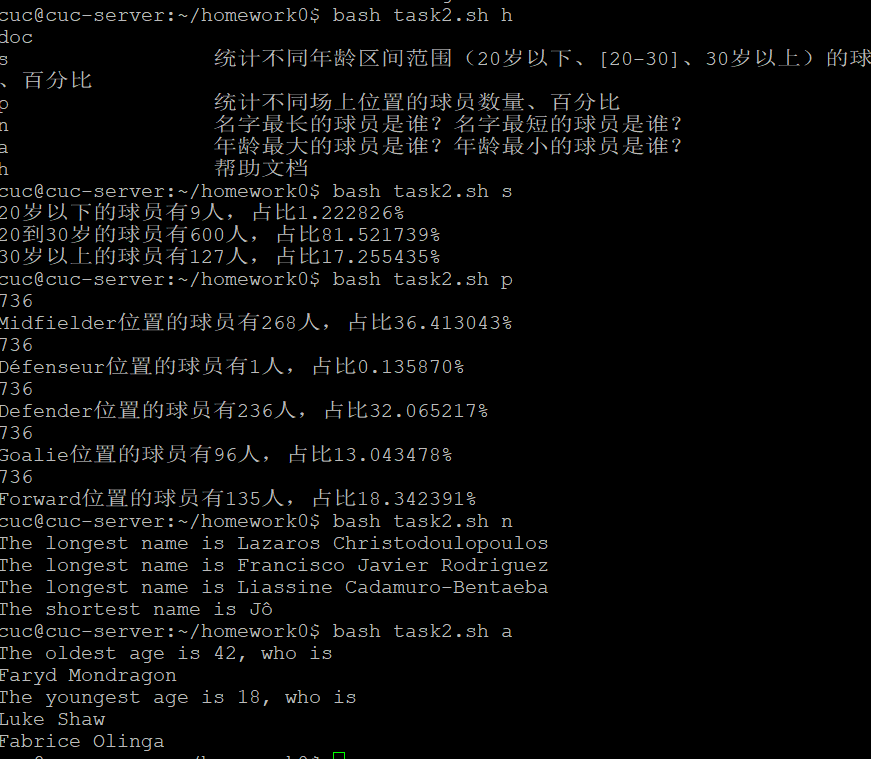 cuc@cuc-server:~/homework0$ bash task2.sh h
doc
s 统计不同年龄区间范围（20岁以下、[20-30]、30岁以上）的球
、百分比
p 统计不同场上位置的球员数量、百分比
n 名字最长的球员是谁？名字最短的球员是谁？
a 年龄最大的球员是谁？年龄最小的球员是谁？
h 帮助文档
cuc@cuc-server:~/homework0$ bash task2.sh s
20岁以下的球员有9人，占比1.222826%
20到30岁的球员有600人，占比81.521739%
30岁以上的球员有127人，占比17.255435%
cuc@cuc-server:~/homework0$ bash task2.sh p
736
Midfielder位置的球员有268人，占比36.413043%
736
Défenseur位置的球员有1人，占比0.135870%
736
Defender位置的球员有236人，占比32.065217%
736
Goalie位置的球员有96人，占比13.043478%
736
Forward位置的球员有135人，占比18.342391%
cuc@cuc-server:~/homework0$ bash task2.sh n
The longest name is Lazaros Christodoulopoulos
The longest name is Francisco Javier Rodriguez
The longest name is Liassine Cadamuro-Bentaeba
The shortest name is Jô
cuc@cuc-server:~/homework0$ bash task2.sh a
The oldest age is 42, who is
Faryd Mondragon
The youngest age is 18, who is
Luke Shaw
Fabrice Olinga